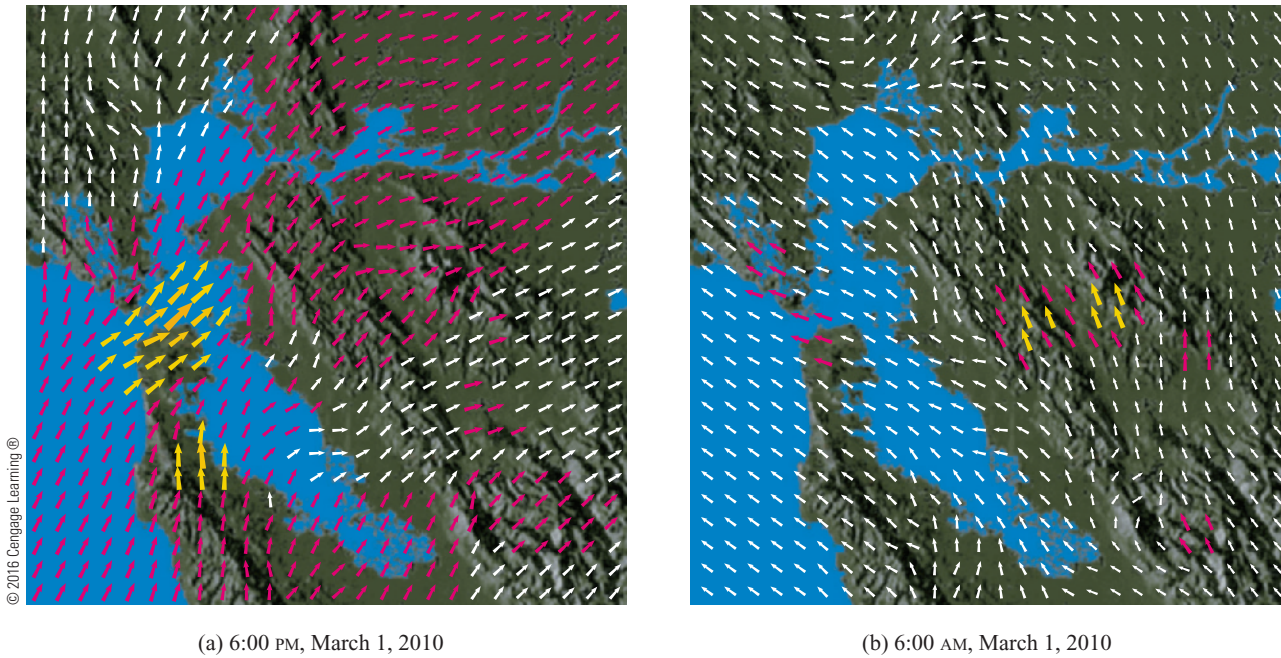 © 2016 Cengage Learning ®
(a) 6:00 PM, March 1, 2010
(b) 6:00 AM, March 1, 2010